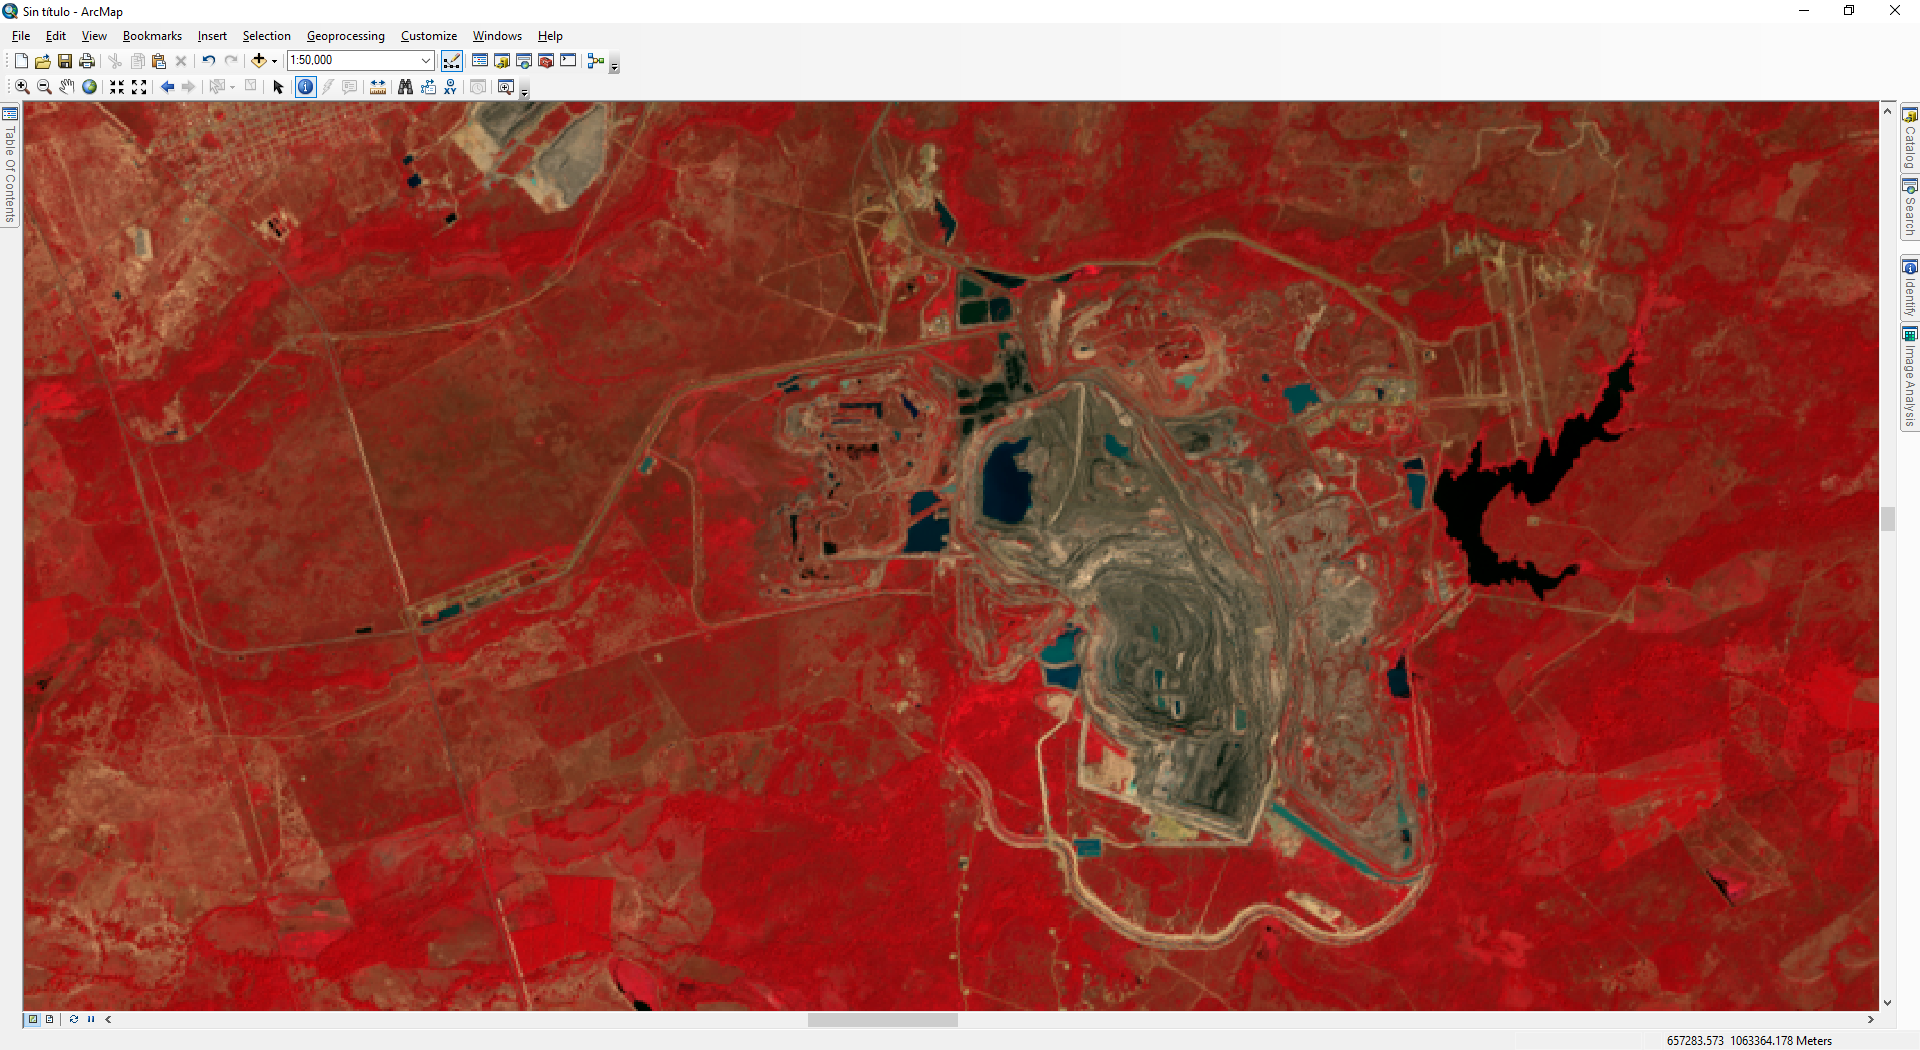 Sin título - ArcMap
File Edit View Bookmarks Insert Selection Geoprocessing Customize Windows Help
1:50,000
XY
Table Of Contents
Catalog
Search
Identify
Image Analysis
657283.573 1063364.178 Meters